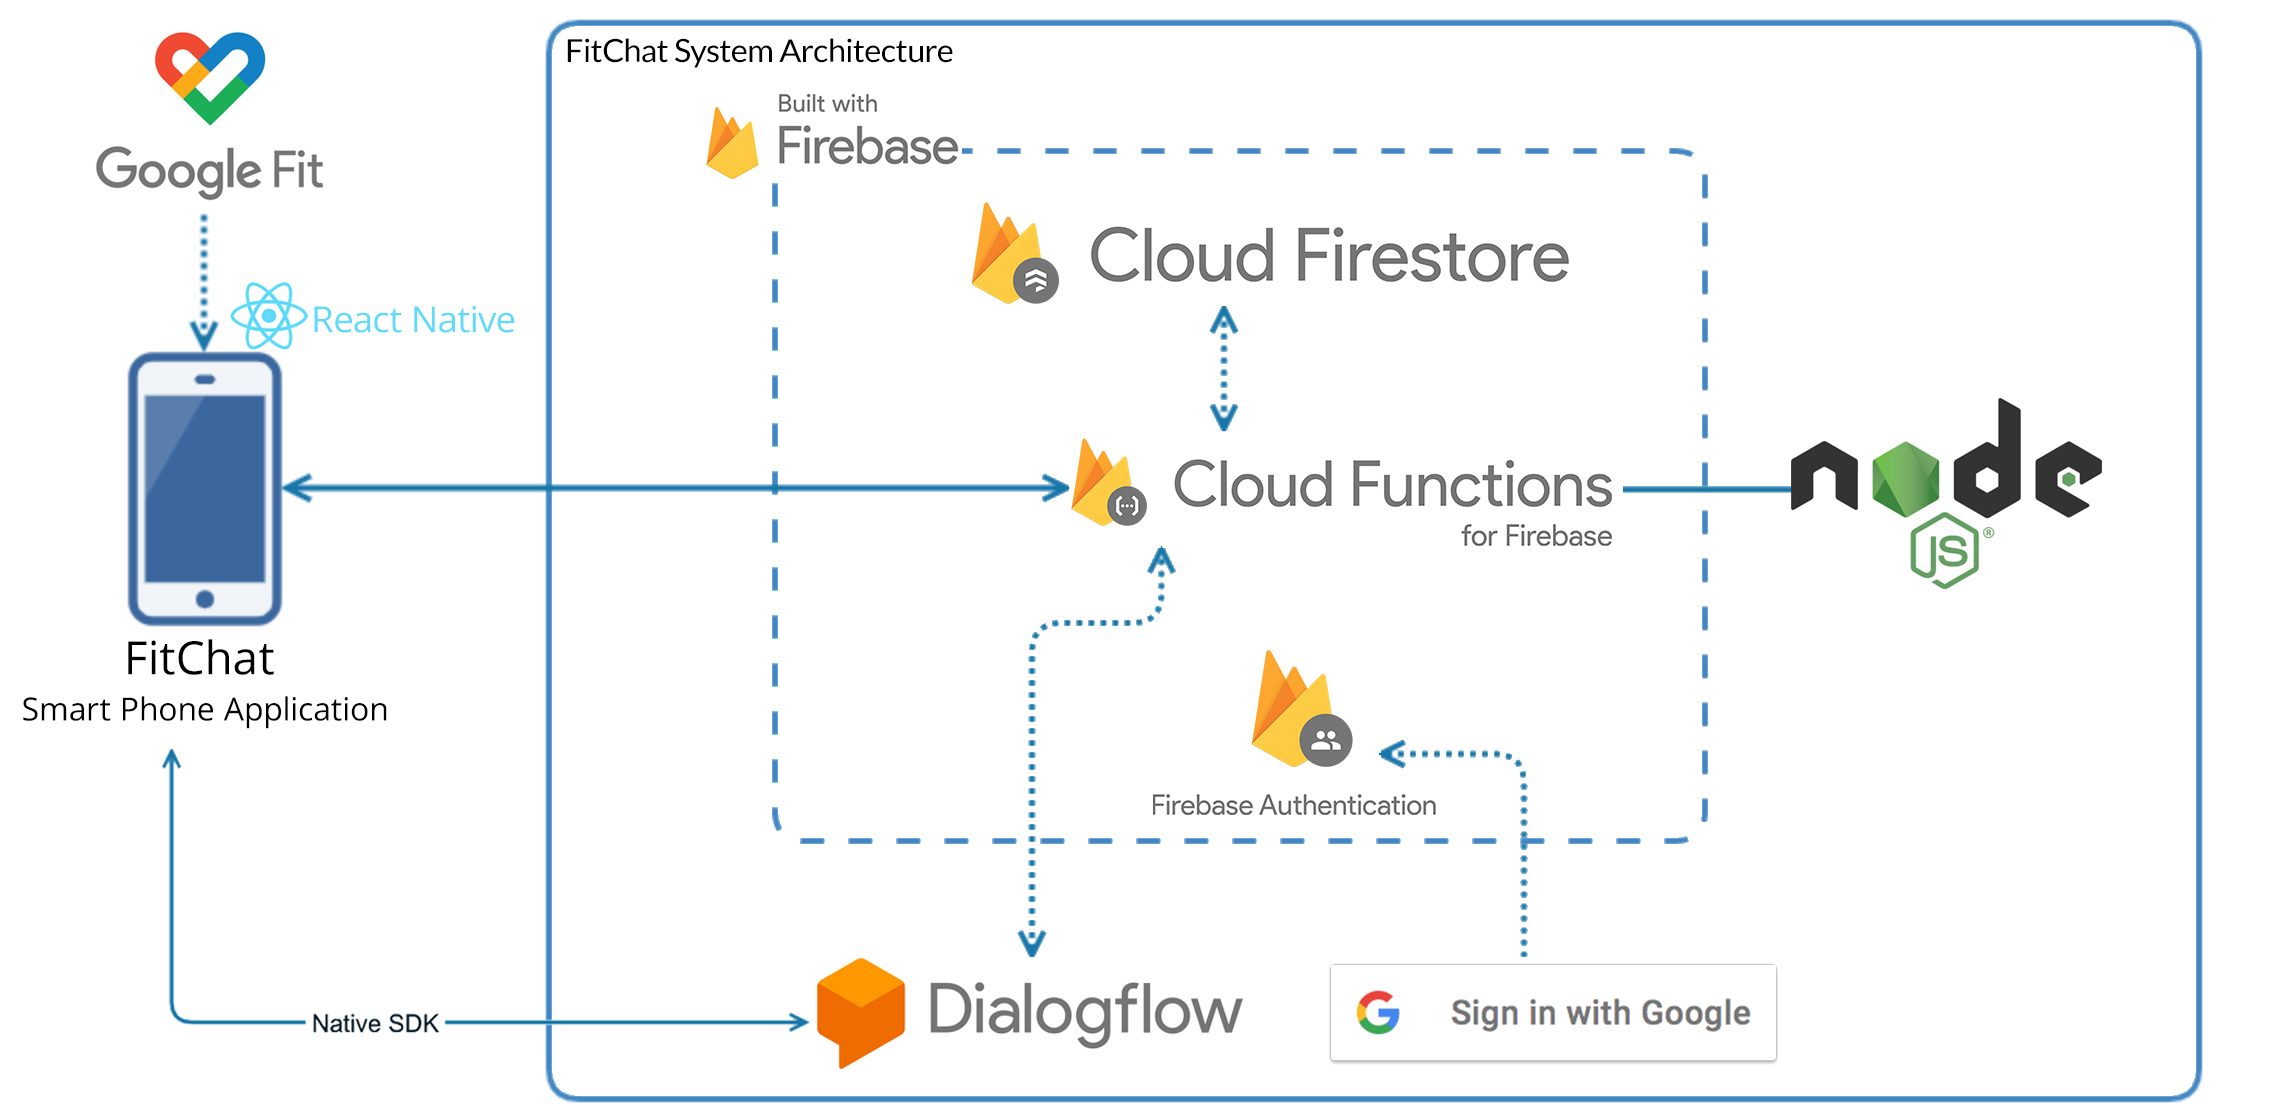 FitChat System Architecture
Google Fit
Built with
Firebase
Cloud Firestore
React Native
Cloud Functions
for Firebase
node
JS®
FitChat
Smart Phone Application
Firebase Authentication
Native SDK
Dialogflow
G Sign in with Google